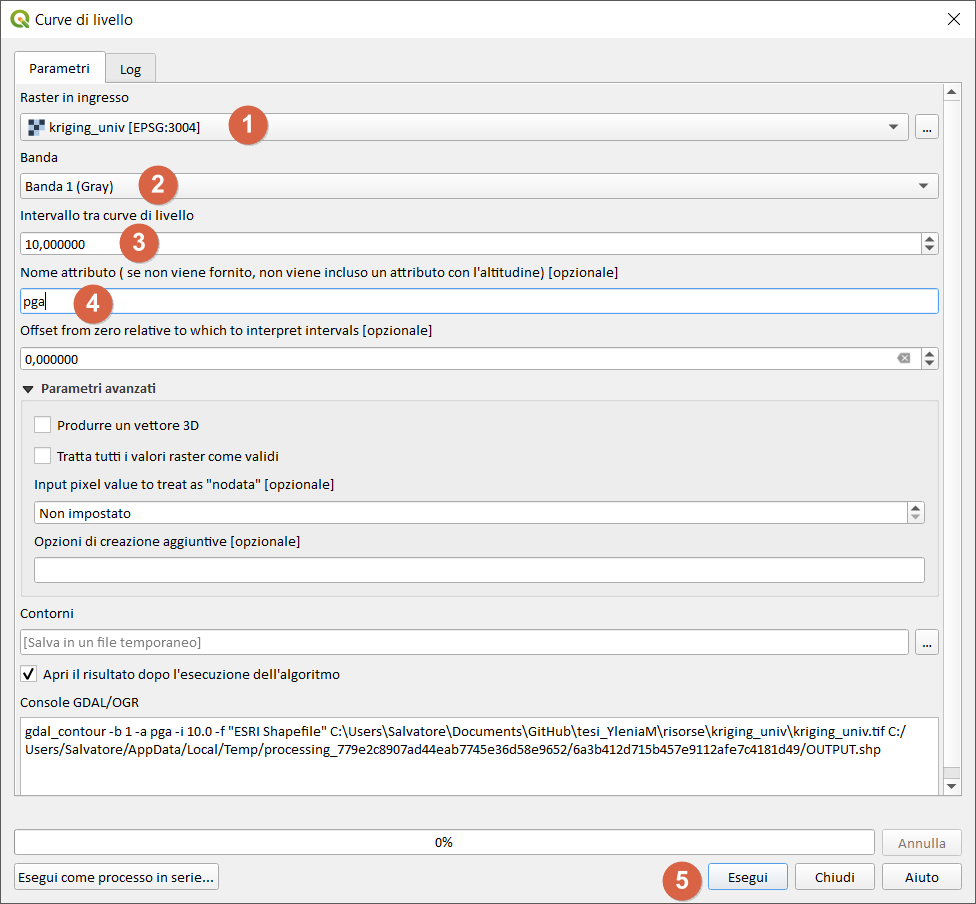 Curve di livello
Parametri
Log
Raster in ingresso
kriging_univ [EPSG:3004]
1
...
Banda
Banda 1 (Gray)
2
Intervallo tra curve di livello
10,000000
3
Nome attributo ( se non viene fornito, non viene incluso un attributo con l'altitudine) [opzionale]
pga
4
Offset from zero relative to which to interpret intervals [opzionale]
0,000000
Parametri avanzati
Produrre un vettore 3D
Tratta tutti i valori raster come validi
Input pixel value to treat as "nodata" [opzionale]
Non impostato
Opzioni di creazione aggiuntive [opzionale]
Contorni
[Salva in un file temporaneo]
...
Apri il risultato dopo l'esecuzione dell'algoritmo
Console GDAL/OGR
gdal_contour -b 1 -a pga -i 10.0 -f "ESRI Shapefile" C:\Users\Salvatore\Documents\GitHub\tesi_YleniaM\risorse\kriging_univ\kriging_univ.tif C:/
Users/Salvatore/AppData/Local/Temp/processing_779e2c8907ad44eab7745e36d58e9652/6a3b412d715b457e9112afe7c4181d49/OUTPUT.shp
0%
Annulla
Esegui come processo in serie...
5
Esegui
Chiudi
Aiuto